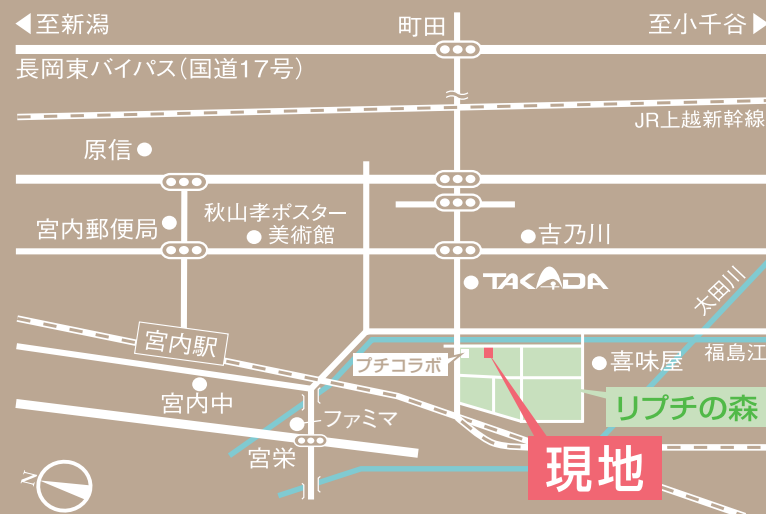 至新潟
町田
至小千谷
長岡東バイパス(国道17号)
JR上越新幹線
原信
秋山孝ポスター
美術館
宮内郵便局
吉乃川
TAKADA
太田川
宮内駅
プチコラボ
喜味屋
福島江
宮内中
リプチの森
ファミマ
宮栄
現地
N